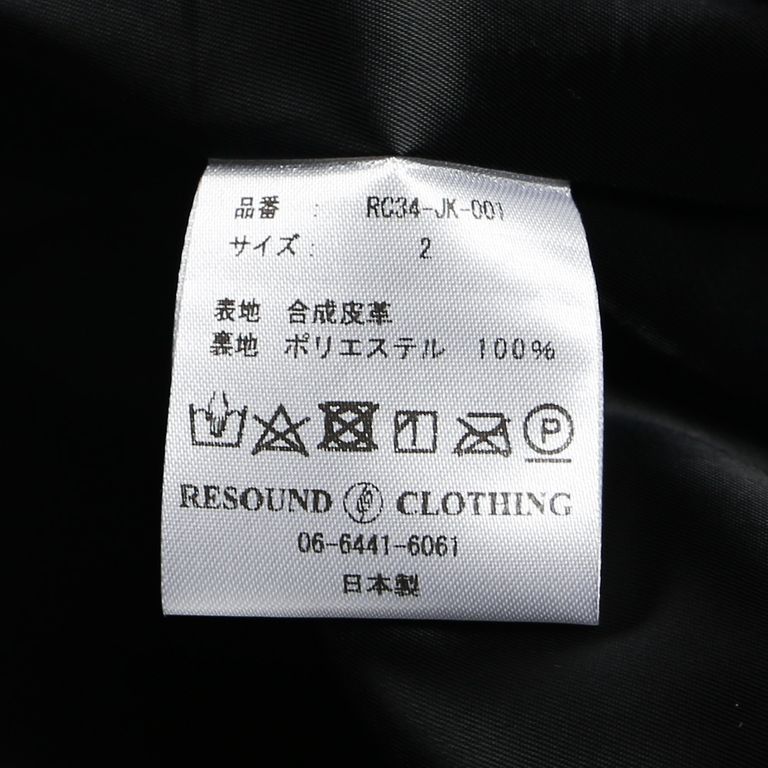 品番 : RC34-JK-001
サイズ: 2
表地 合成皮革
裏地 ポリエステル 100%
P
RESOUND CLOTHING
06-6441-6061
日本製